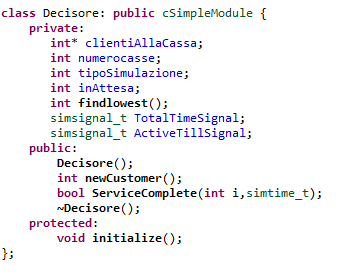 class Decisore: public cSimpleModule {
    private:
        int* clientiAllaCassa;
        int numerocasse;
        int tipoSimulazione;
        int inAttesa;
        int findlowest();
        simsignal_t TotalTimeSignal;
        simsignal_t ActiveTillSignal;
    public:
         Decisore();
         int newCustomer();
         bool ServiceComplete(int i,simtime_t);
         ~Decisore();
    protected:
         void initialize();
};